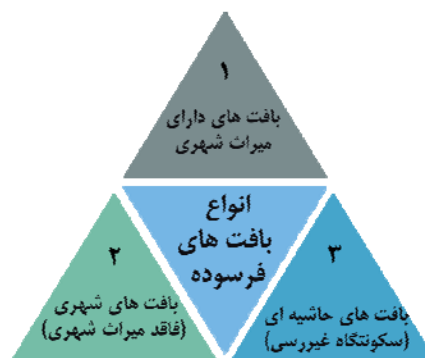 ۱
بافت های دارای
میراث شهری
انواع
بافت های
فرسوده
۲
بافت های شهری
(فاقد میراث شهری)
۳
بافت های حاشیه ای
(سکونتگاه غیررسی)